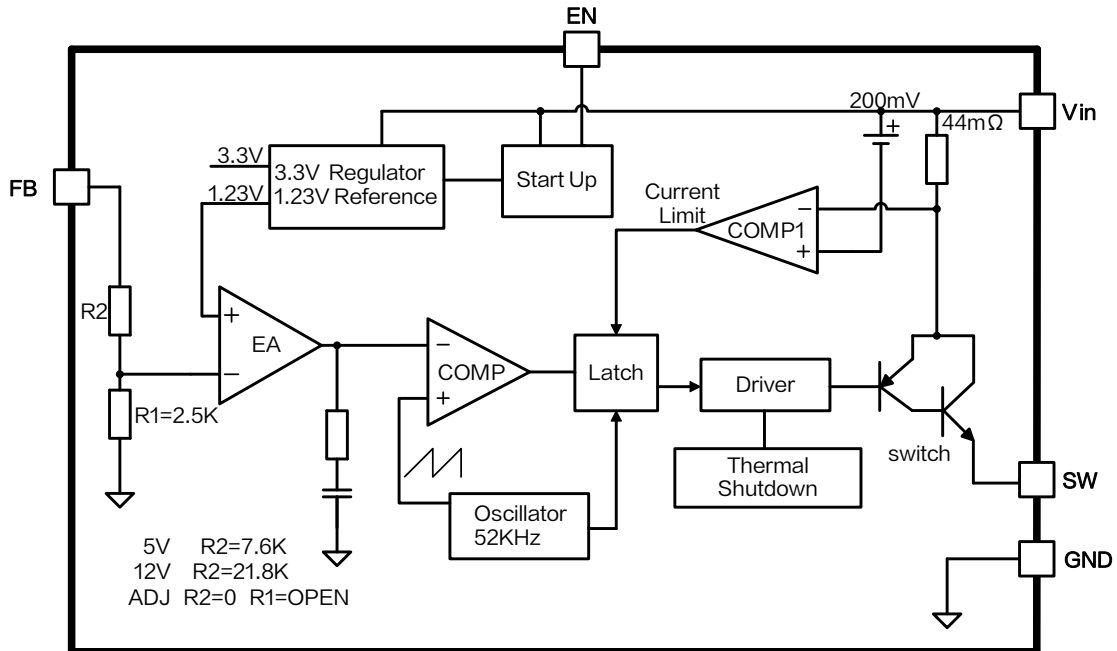 EN
200mV
+
44mΩ
Vin
3.3V
3.3V Regulator
1.23V Reference
Start Up
FB
1.23V
Current
Limit
−
COMP1
+
R2
+
EA
−
−
COMP
+
Latch
Driver
R1=2.5K
switch
Thermal
Shutdown
SW
Oscillator
52KHz
5V R2=7.6K
12V R2=21.8K
ADJ R2=0 R1=OPEN
GND